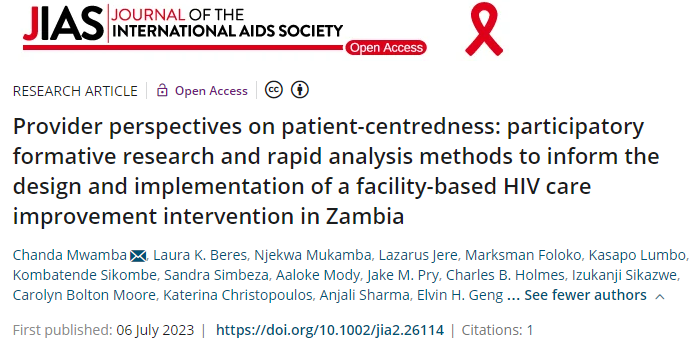 JIAS JOURNAL OF THE
INTERNATIONAL AIDS SOCIETY
Open Access
RESEARCH ARTICLE Open Access cc
Provider perspectives on patient-centredness: participatory
formative research and rapid analysis methods to inform the
design and implementation of a facility-based HIV care
improvement intervention in Zambia
Chanda Mwamba, Laura K. Beres, Njekwa Mukamba, Lazarus Jere, Marksman Foloko, Kasapo Lumbo,
Kombatende Sikombe, Sandra Simbeza, Aaloke Mody, Jake M. Pry, Charles B. Holmes, Izukanji Sikazwe,
Carolyn Bolton Moore, Katerina Christopoulos, Anjali Sharma, Elvin H. Geng ... See fewer authors
First published: 06 July 2023 | https://doi.org/10.1002/jia2.26114 | Citations: 1